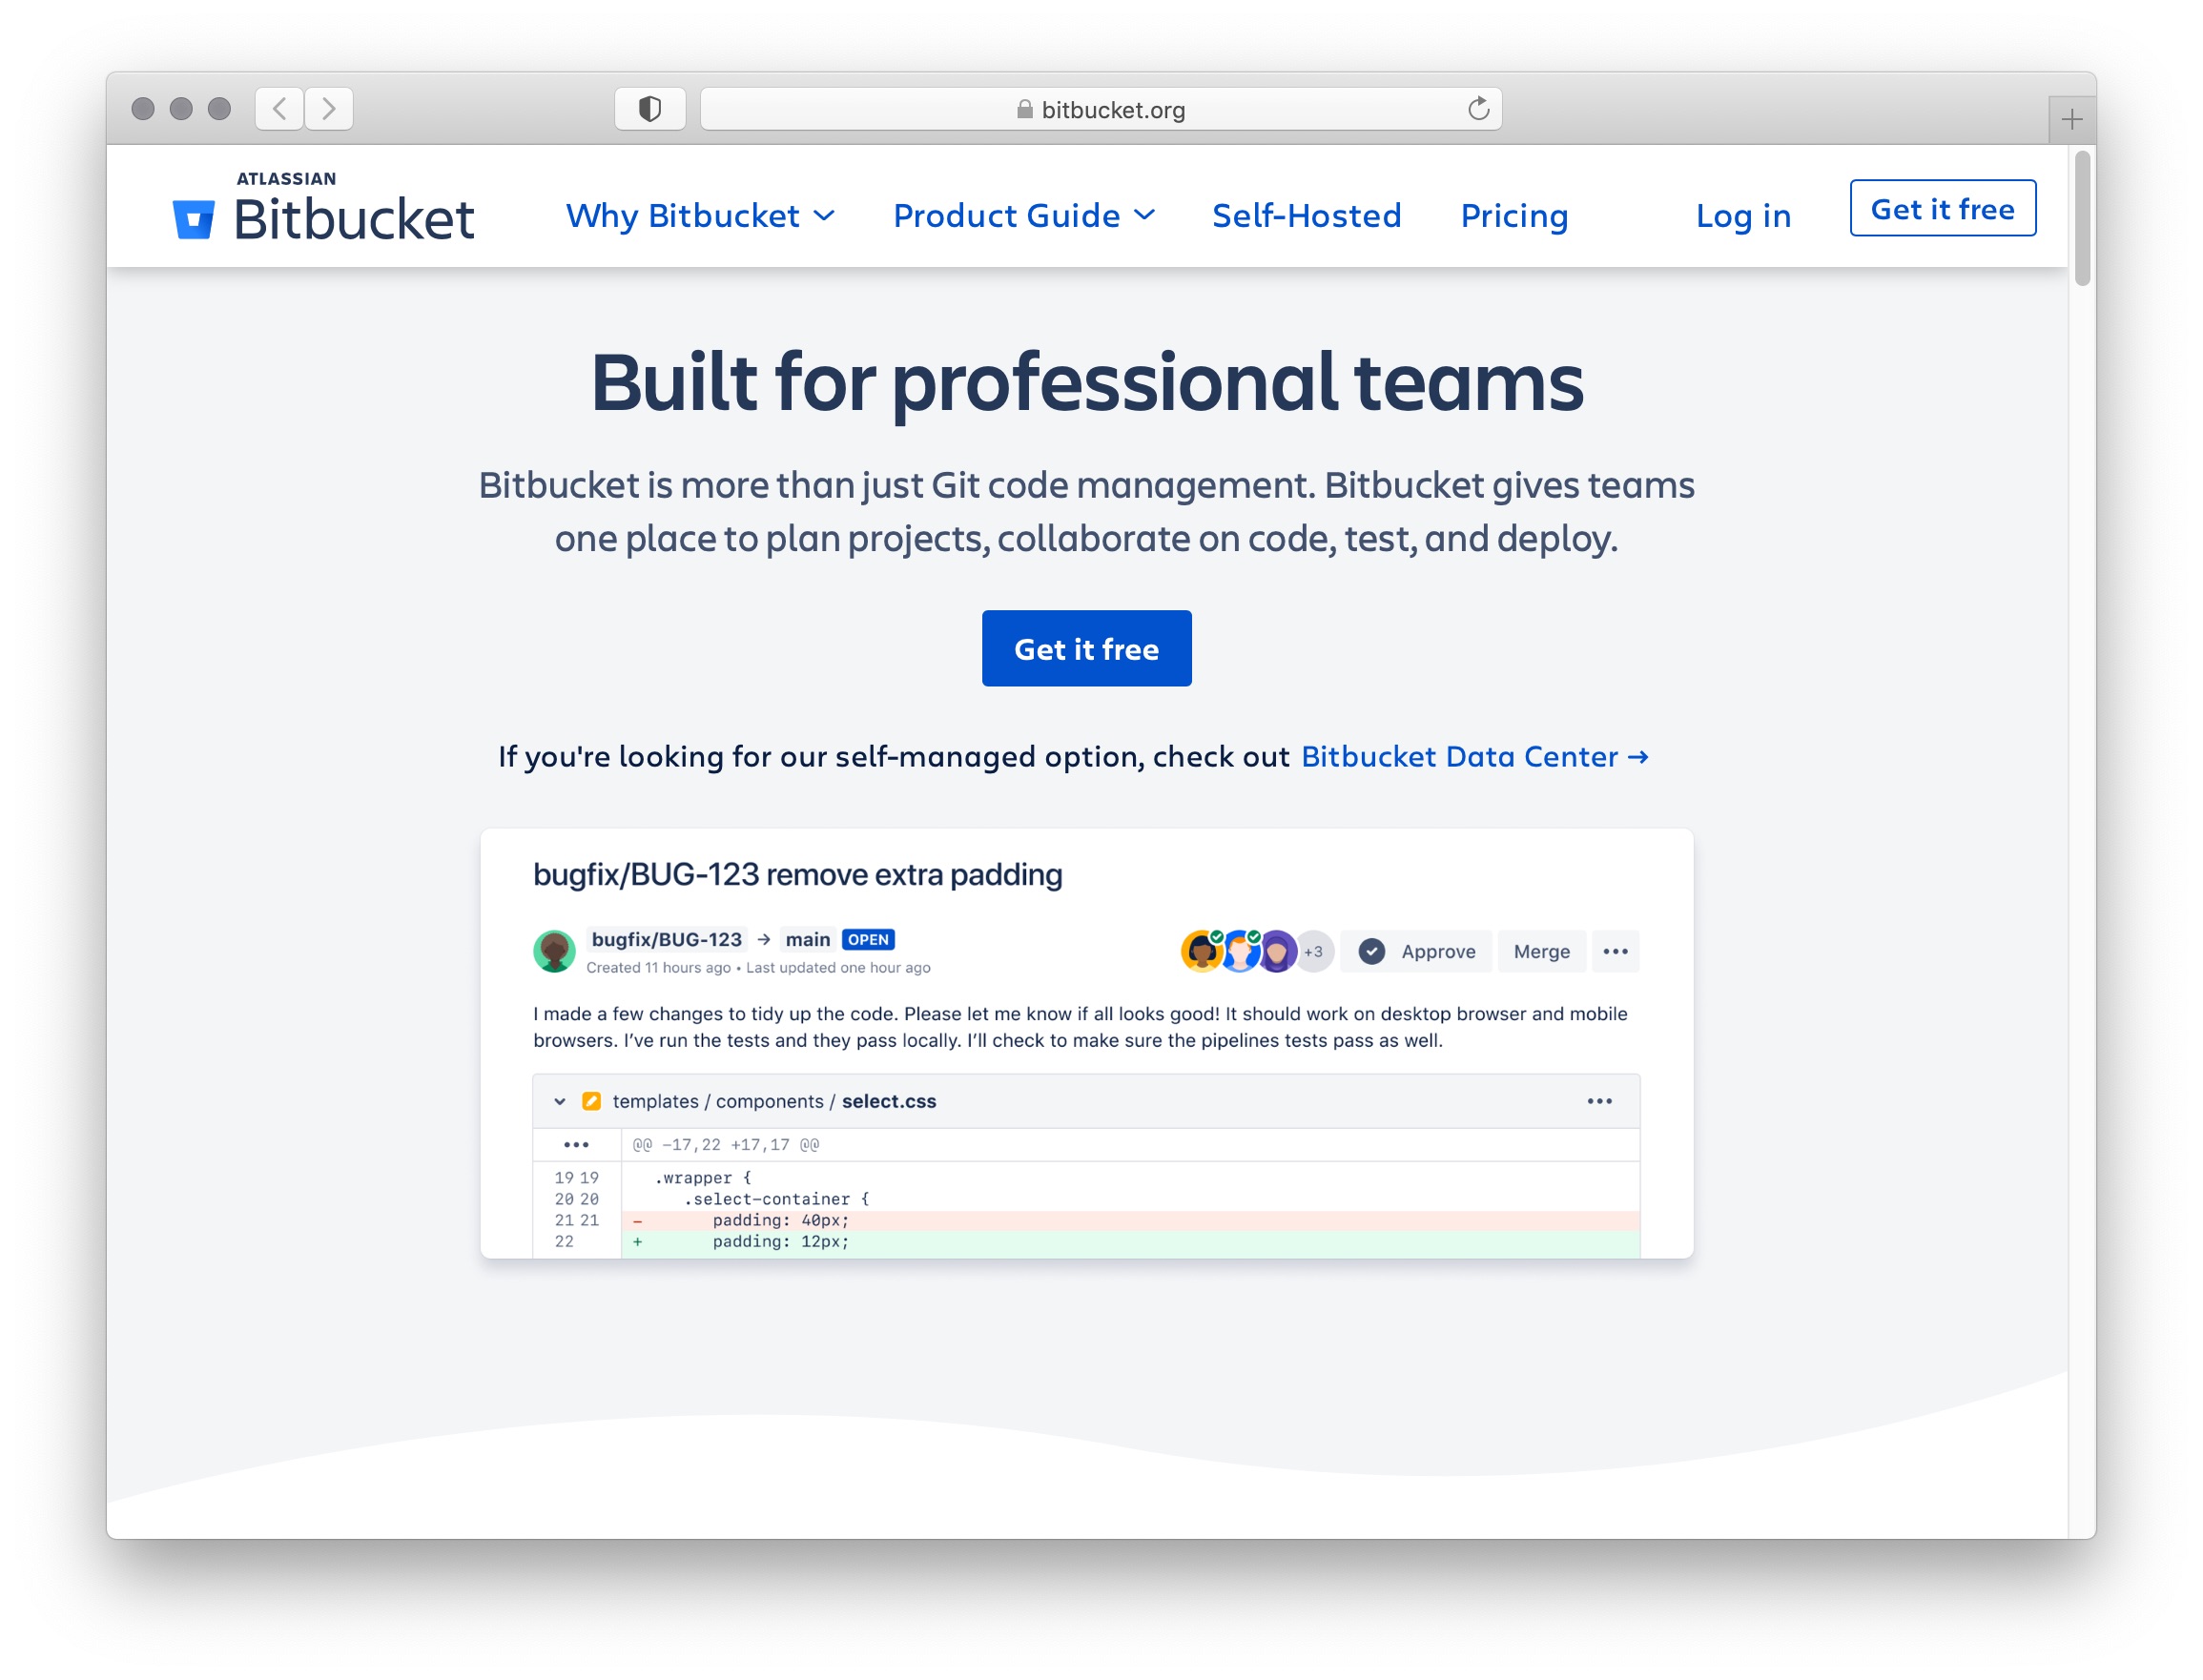 bitbucket.org
ATLASSIAN
Bitbucket
Why Bitbucket
Product Guide
Self-Hosted
Pricing
Log in
Get it free
Built for professional teams
Bitbucket is more than just Git code management. Bitbucket gives teams
one place to plan projects, collaborate on code, test, and deploy.
Get it free
If you're looking for our self-managed option, check out Bitbucket Data Center →
bugfix/BUG-123 remove extra padding
bugfix/BUG-123 → main OPEN
Created 11 hours ago • Last updated one hour ago
+3
Approve
Merge
I made a few changes to tidy up the code. Please let me know if all looks good! It should work on desktop browser and mobile
browsers. I’ve run the tests and they pass locally. I’ll check to make sure the pipelines tests pass as well.
templates / components / select.css
@@ -17,22 +17,17 @@
19 19 .wrapper {
20 20 .select-container {
21 21 - padding: 40px;
22 + padding: 12px;